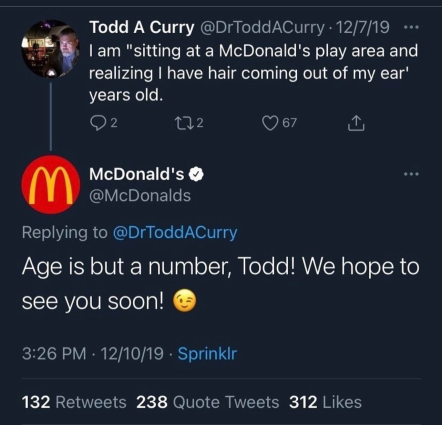 Todd A Curry @DrToddACurry · 12/7/19 ···
I am "sitting at a McDonald's play area and
realizing I have hair coming out of my ear'
years old.
2 2 67
McDonald's ···
@McDonalds
Replying to @DrToddACurry
Age is but a number, Todd! We hope to
see you soon! 😉
3:26 PM · 12/10/19 · Sprinklr
132 Retweets 238 Quote Tweets 312 Likes